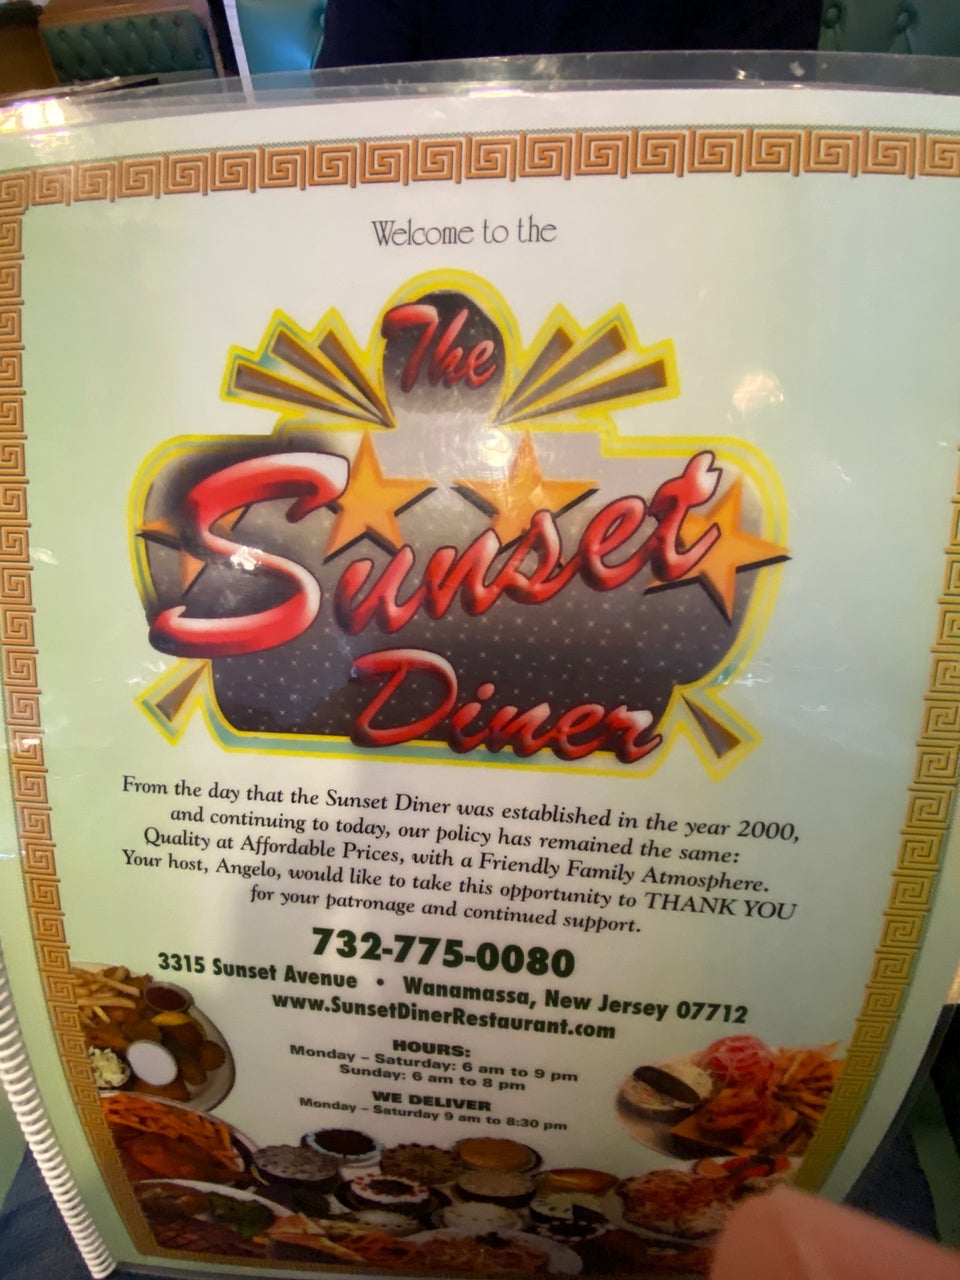 Welcome to the
The
Sunset
Diner
From the day that the Sunset Diner was established in the year 2000,
and continuing to today, our policy has remained the same:
Quality at Affordable Prices, with a Friendly Family Atmosphere.
Your host, Angelo, would like to take this opportunity to THANK YOU
for your patronage and continued support.
732-775-0080
3315 Sunset Avenue • Wanamassa, New Jersey 07712
www.SunsetDinerRestaurant.com
HOURS:
Monday – Saturday: 6 am to 9 pm
Sunday: 6 am to 8 pm
WE DELIVER
Monday – Saturday 9 am to 8:30 pm